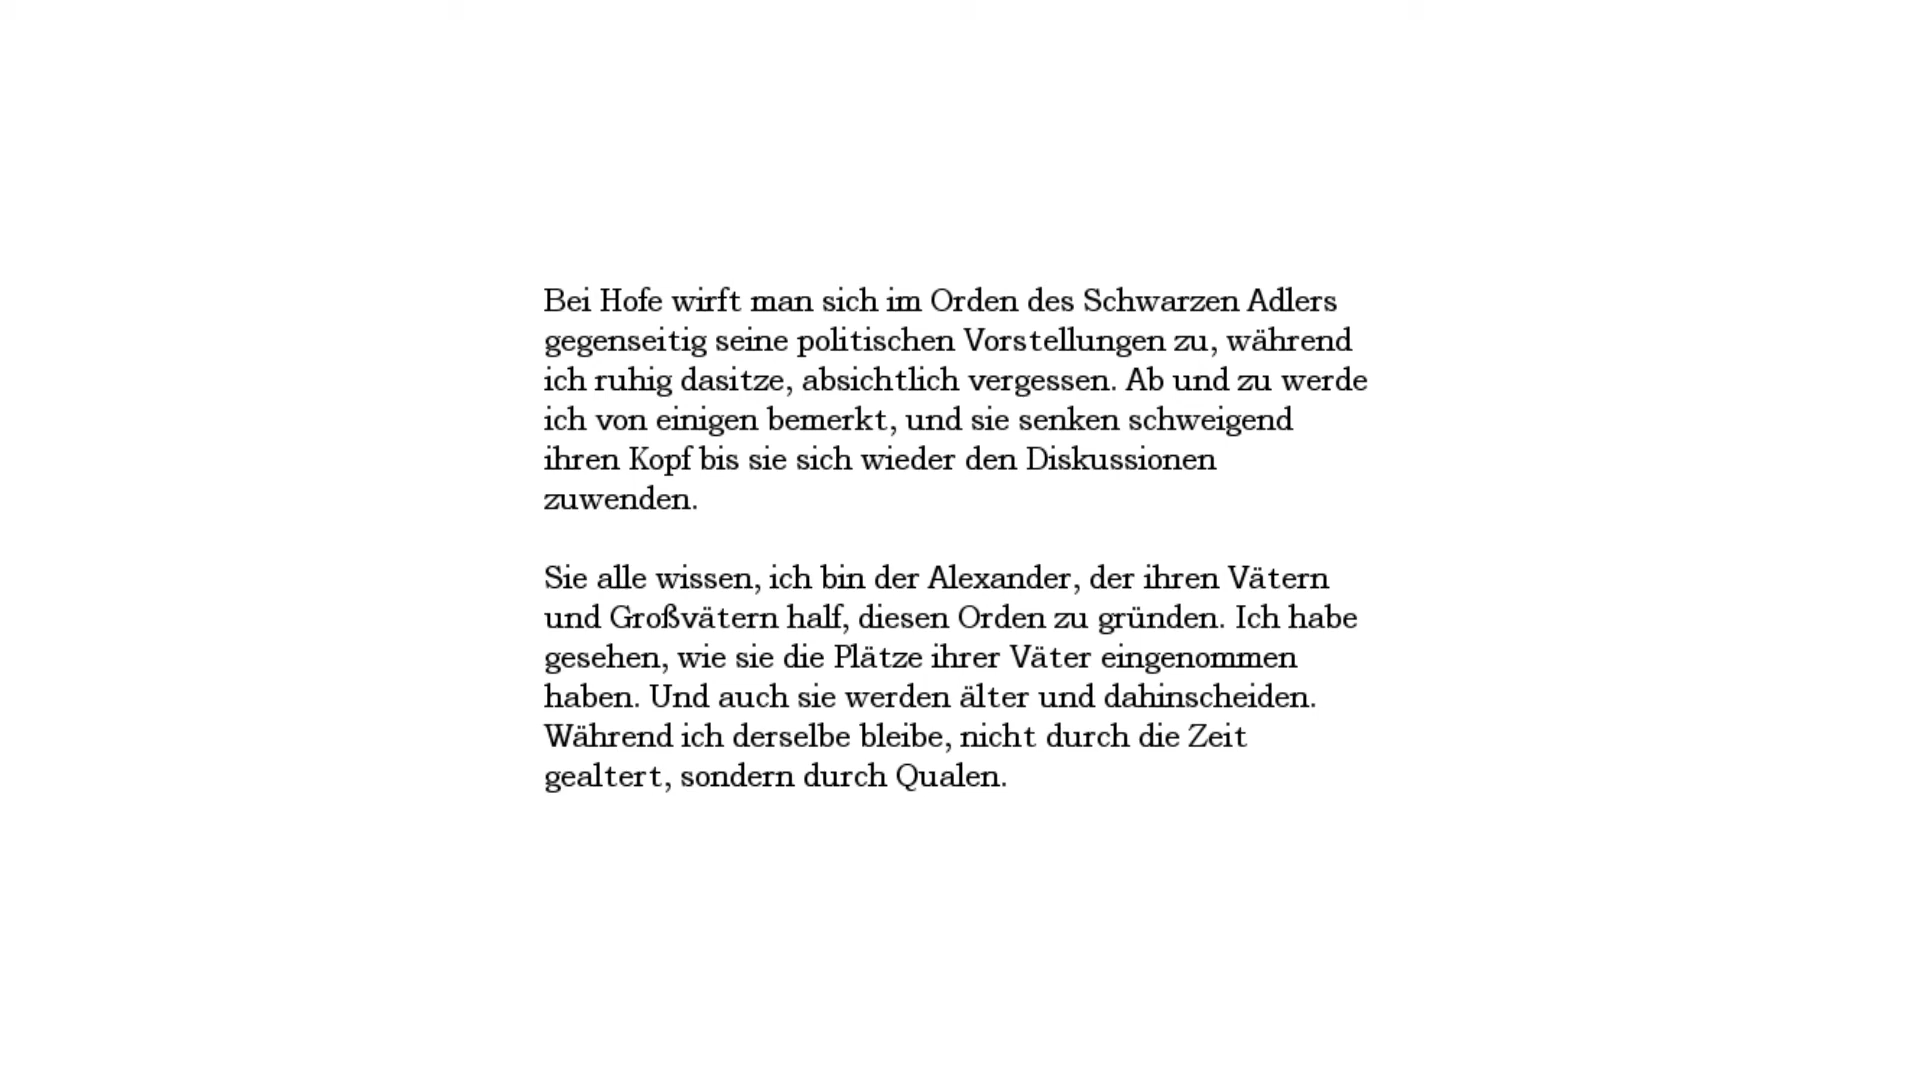 Bei Hofe wirft man sich im Orden des Schwarzen Adlers
gegenseitig seine politischen Vorstellungen zu, während
ich ruhig dasitze, absichtlich vergessen. Ab und zu werde
ich von einigen bemerkt, und sie senken schweigend
ihren Kopf bis sie sich wieder den Diskussionen
zuwenden.
Sie alle wissen, ich bin der Alexander, der ihren Vätern
und Großvätern half, diesen Orden zu gründen. Ich habe
gesehen, wie sie die Plätze ihrer Väter eingenommen
haben. Und auch sie werden älter und dahinscheiden.
Während ich derselbe bleibe, nicht durch die Zeit
gealtert, sondern durch Qualen.